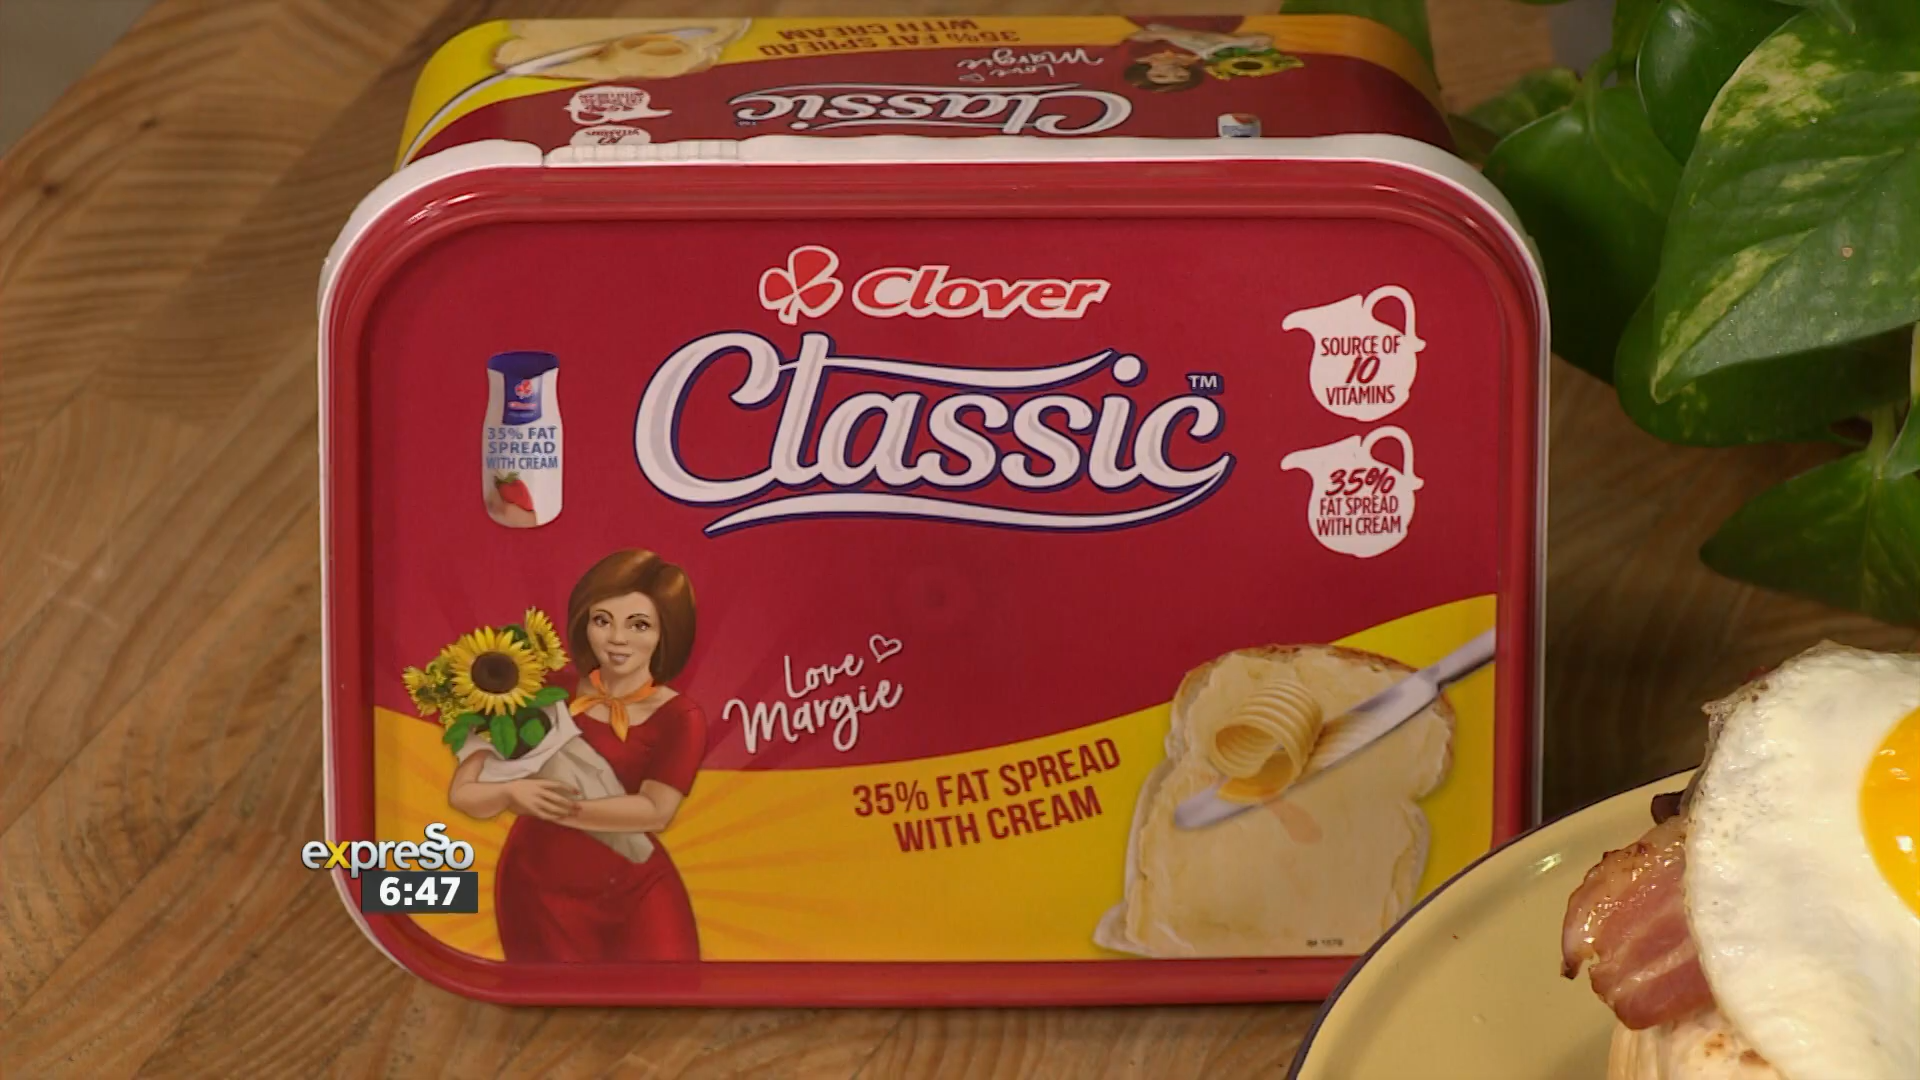 35% FAT SPREAD
WITH CREAM
Love
Margie
Classic
Clover
Classic™
SOURCE OF
10
VITAMINS
35% FAT
SPREAD
WITH CREAM
35%
FAT SPREAD
WITH CREAM
Love
Margie
35% FAT SPREAD
WITH CREAM
expresso
6:47